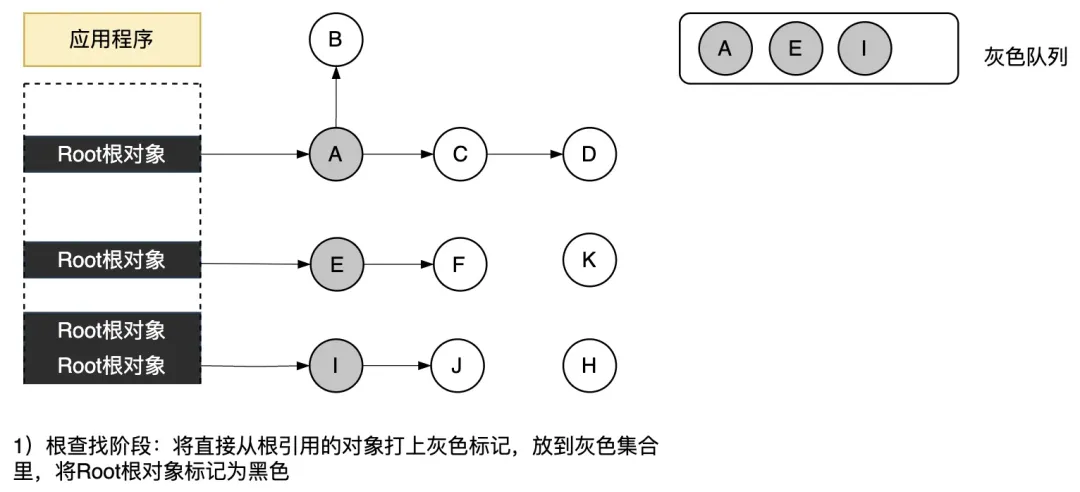 应用程序
B
A E I
灰色队列
Root根对象
A
C
D
Root根对象
E
F
K
Root根对象
Root根对象
I
J
H
1）根查找阶段：将直接从根引用的对象打上灰色标记，放到灰色集合
里，将Root根对象标记为黑色